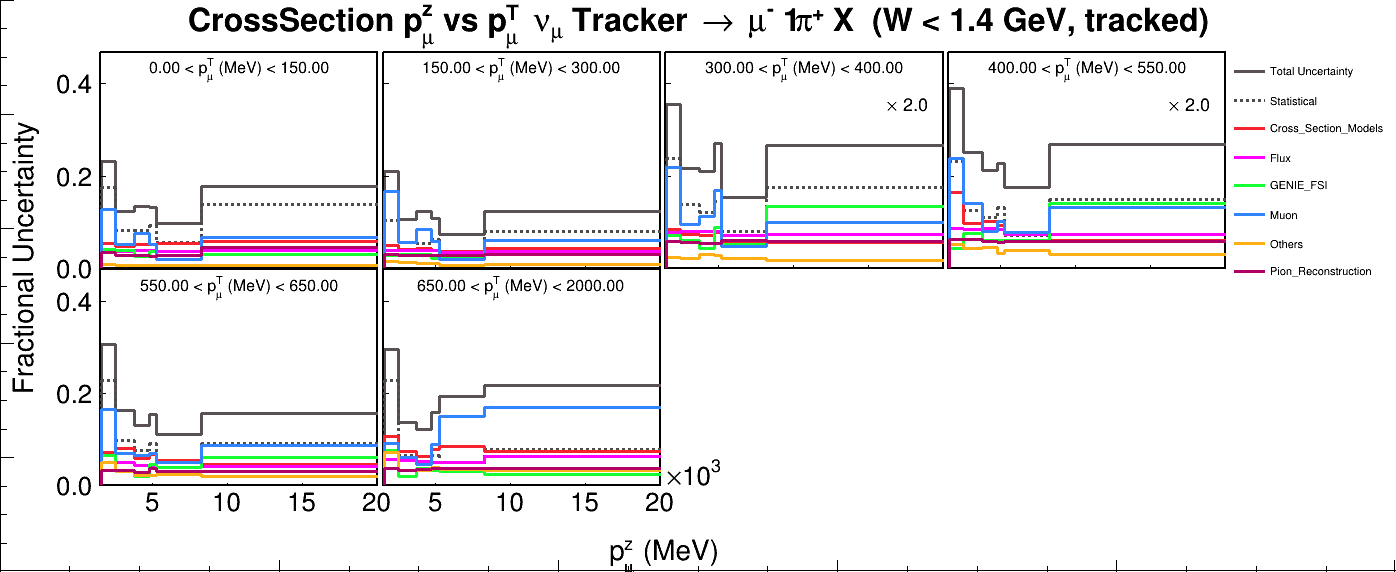 CrossSection p^z_μ vs p^T_μ ν_μ Tracker → μ^- 1π^+ X (W < 1.4 GeV, tracked)
Fractional Uncertainty
0.00 < p^T_μ (MeV) < 150.00
150.00 < p^T_μ (MeV) < 300.00
300.00 < p^T_μ (MeV) < 400.00
× 2.0
400.00 < p^T_μ (MeV) < 550.00
× 2.0
0.4
0.2
0.0
550.00 < p^T_μ (MeV) < 650.00
650.00 < p^T_μ (MeV) < 2000.00
0.4
0.2
0.0
5 10 15 20
5 10 15 20
×10^3
p^z_μ (MeV)
Total Uncertainty
Statistical
Cross_Section_Models
Flux
GENIE_FSI
Muon
Others
Pion_Reconstruction